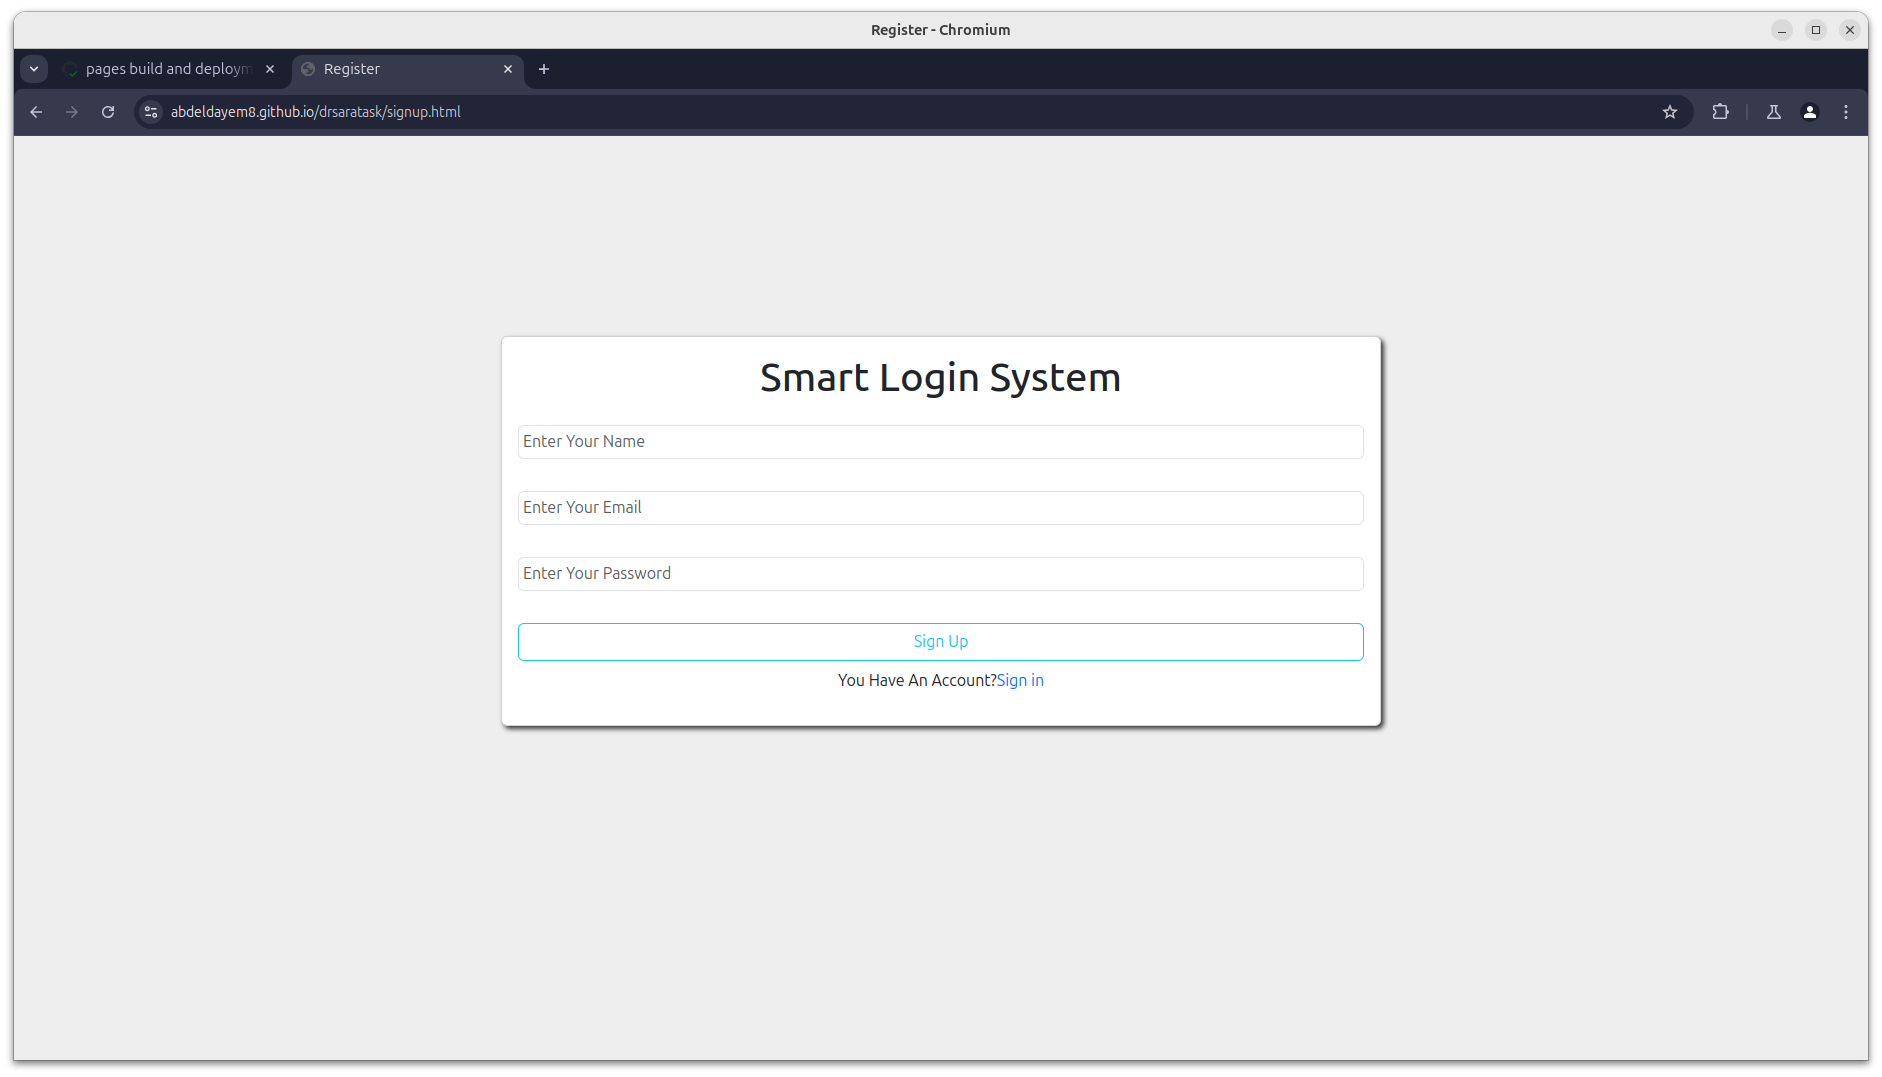 Register - Chromium
pages build and deploym
Register
abdeldayem8.github.io/drsaratask/signup.html
Smart Login System
Enter Your Name
Enter Your Email
Enter Your Password
Sign Up
You Have An Account?Sign in